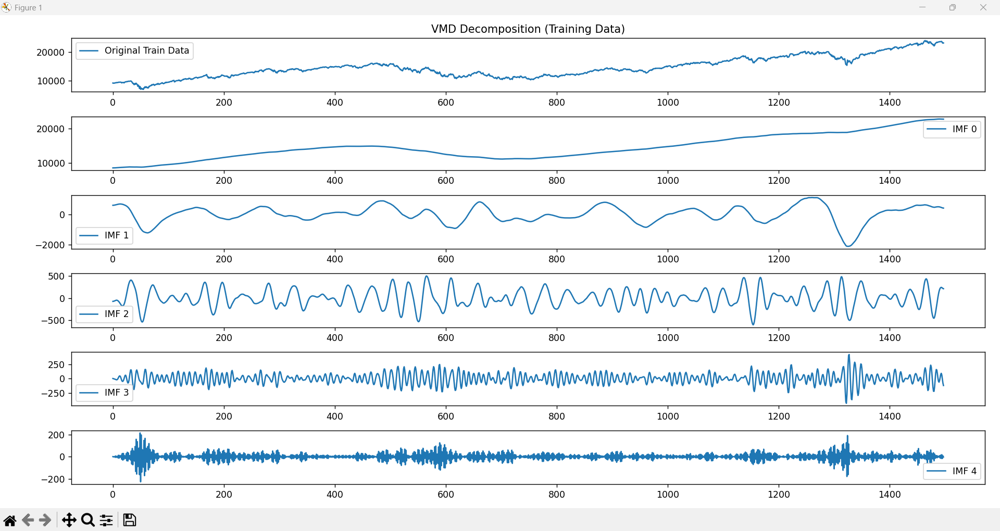 Figure 1
VMD Decomposition (Training Data)
Original Train Data
20000
10000
0 200 400 600 800 1000 1200 1400
IMF 0
20000
10000
0 200 400 600 800 1000 1200 1400
0
−2000
IMF 1
0 200 400 600 800 1000 1200 1400
500
0
−500
IMF 2
0 200 400 600 800 1000 1200 1400
250
0
−250
IMF 3
0 200 400 600 800 1000 1200 1400
200
0
−200
IMF 4
0 200 400 600 800 1000 1200 1400